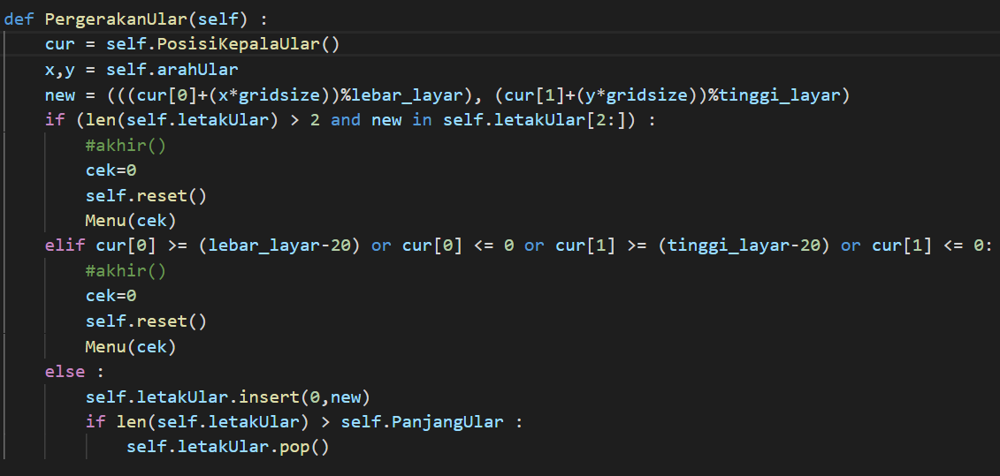 def PergerakanUlar(self) :
    cur = self.PosisiKepalaUlar()
    x,y = self.arahUlar
    new = (((cur[0]+(x*gridsize))%lebar_layar), (cur[1]+(y*gridsize))%tinggi_layar)
    if (len(self.letakUlar) > 2 and new in self.letakUlar[2:]) :
        #akhir()
        cek=0
        self.reset()
        Menu(cek)
    elif cur[0] >= (lebar_layar-20) or cur[0] <= 0 or cur[1] >= (tinggi_layar-20) or cur[1] <= 0:
        #akhir()
        cek=0
        self.reset()
        Menu(cek)
    else :
        self.letakUlar.insert(0,new)
        if len(self.letakUlar) > self.PanjangUlar :
            self.letakUlar.pop()